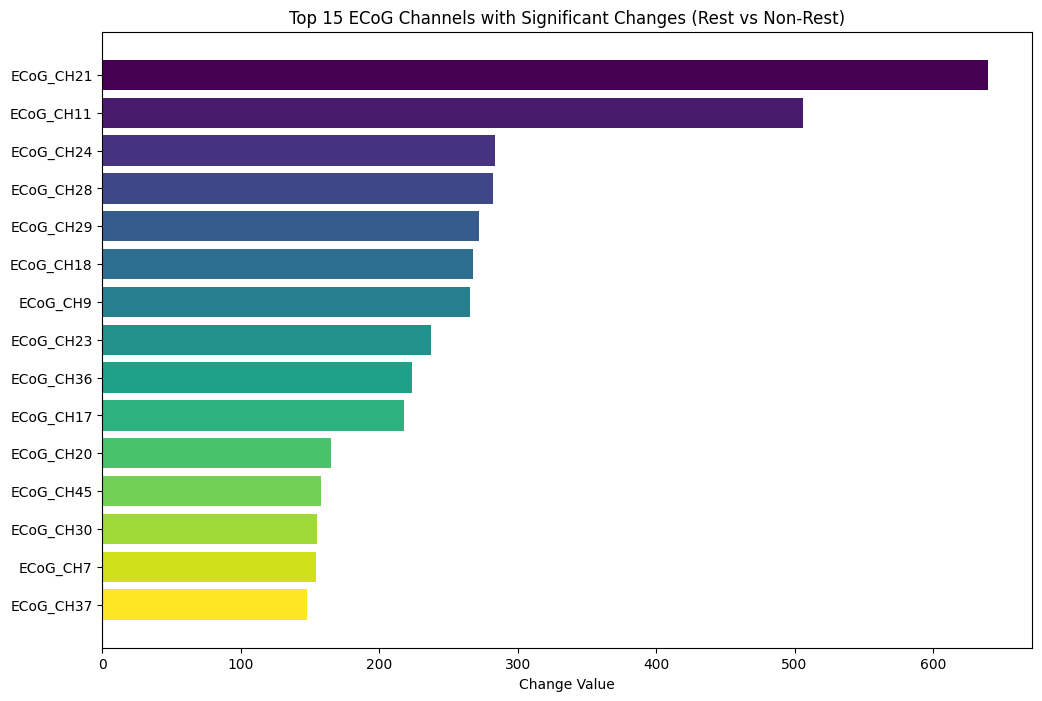 Top 15 ECoG Channels with Significant Changes (Rest vs Non-Rest)
ECoG_CH21
ECoG_CH11
ECoG_CH24
ECoG_CH28
ECoG_CH29
ECoG_CH18
ECoG_CH9
ECoG_CH23
ECoG_CH36
ECoG_CH17
ECoG_CH20
ECoG_CH45
ECoG_CH30
ECoG_CH7
ECoG_CH37
0 100 200 300 400 500 600
Change Value